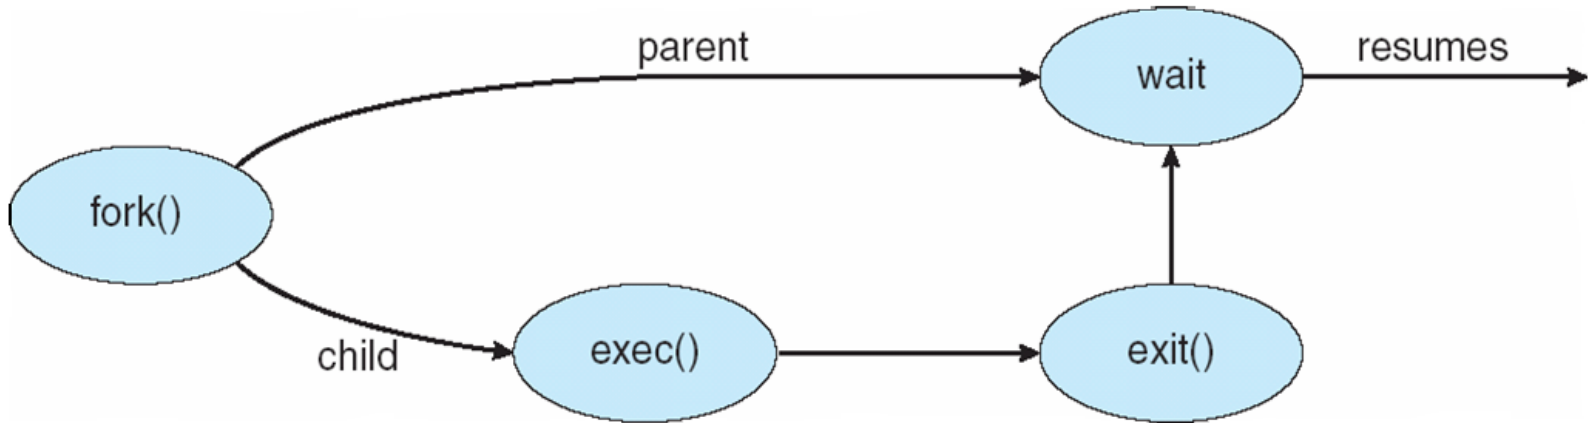 parent
wait
resumes
fork()
child
exec()
exit()